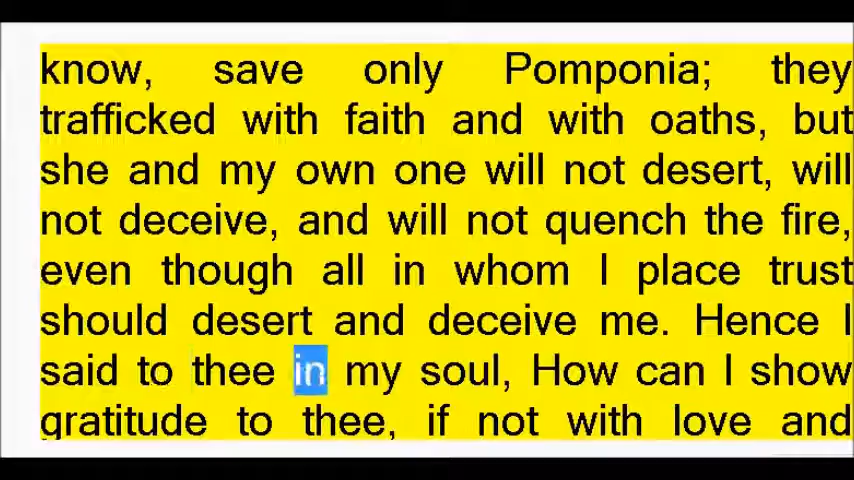 know, save only Pomponia; they
trafficked with faith and with oaths, but
she and my own one will not desert, will
not deceive, and will not quench the fire,
even though all in whom I place trust
should desert and deceive me. Hence I
said to thee in my soul, How can I show
gratitude to thee, if not with love and